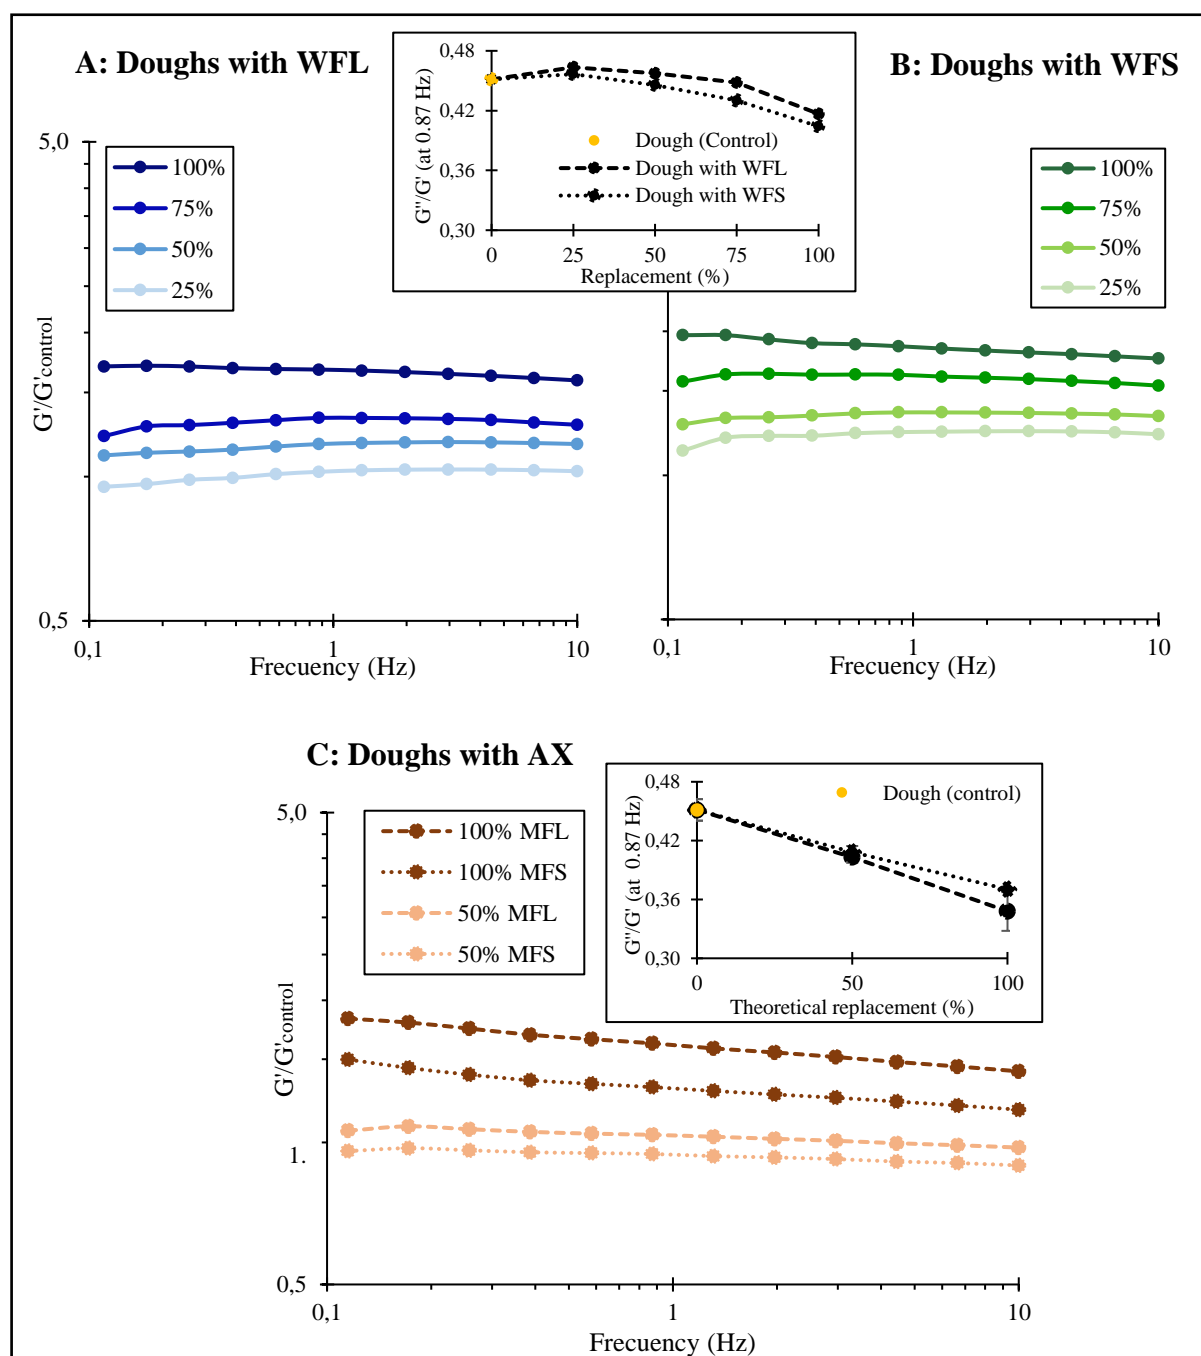 A: Doughs with WFL
B: Doughs with WFS
5,0
100%
75%
50%
25%
G'/G'control
0,5
0,1
1
10
Frecuency (Hz)
0,48
0,42
0,36
0,30
G''/G' (at 0.87 Hz)
Dough (Control)
Dough with WFL
Dough with WFS
0
25
50
75
100
Replacement (%)
100%
75%
50%
25%
0,1
1
10
Frecuency (Hz)
C: Doughs with AX
5,0
100% MFL
100% MFS
50% MFL
50% MFS
G'/G'control
1.
0,5
0,1
1
10
Frecuency (Hz)
0,48
0,42
0,36
0,30
G''/G' (at 0.87 Hz)
Dough (control)
0
50
100
Theoretical replacement (%)